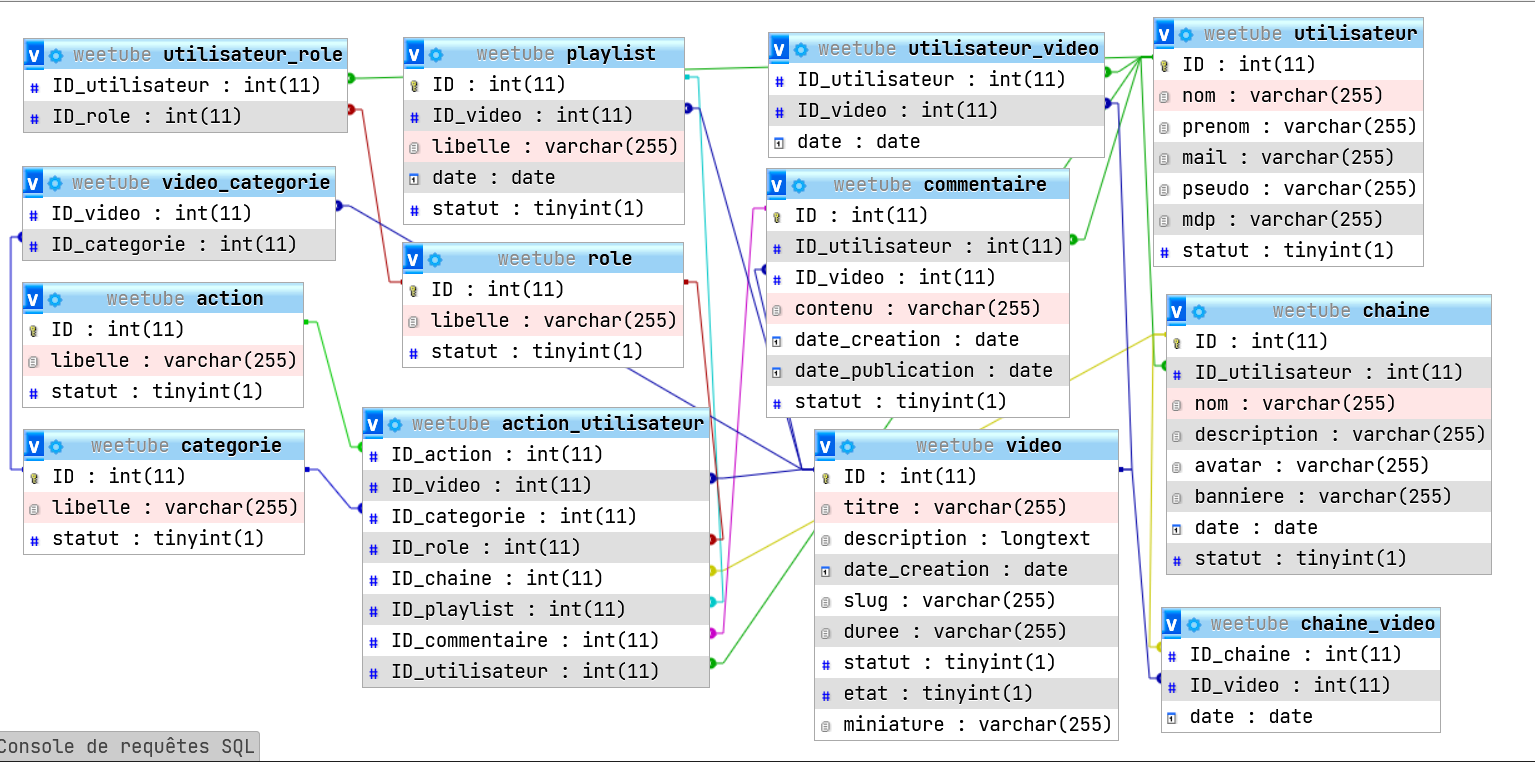 weetube utilisateur_role
ID_utilisateur : int(11)
ID_role : int(11)
weetube video_categorie
ID_video : int(11)
ID_categorie : int(11)
weetube action
ID : int(11)
libelle : varchar(255)
statut : tinyint(1)
weetube categorie
ID : int(11)
libelle : varchar(255)
statut : tinyint(1)
weetube playlist
ID : int(11)
ID_video : int(11)
libelle : varchar(255)
date : date
statut : tinyint(1)
weetube role
ID : int(11)
libelle : varchar(255)
statut : tinyint(1)
weetube action_utilisateur
ID_action : int(11)
ID_video : int(11)
ID_categorie : int(11)
ID_role : int(11)
ID_chaine : int(11)
ID_playlist : int(11)
ID_commentaire : int(11)
ID_utilisateur : int(11)
weetube utilisateur_video
ID_utilisateur : int(11)
ID_video : int(11)
date : date
weetube commentaire
ID : int(11)
ID_utilisateur : int(11)
ID_video : int(11)
contenu : varchar(255)
date_creation : date
date_publication : date
statut : tinyint(1)
weetube video
ID : int(11)
titre : varchar(255)
description : longtext
date_creation : date
slug : varchar(255)
duree : varchar(255)
statut : tinyint(1)
etat : tinyint(1)
miniature : varchar(255)
weetube utilisateur
ID : int(11)
nom : varchar(255)
prenom : varchar(255)
mail : varchar(255)
pseudo : varchar(255)
mdp : varchar(255)
statut : tinyint(1)
weetube chaine
ID : int(11)
ID_utilisateur : int(11)
nom : varchar(255)
description : varchar(255)
avatar : varchar(255)
banniere : varchar(255)
date : date
statut : tinyint(1)
weetube chaine_video
ID_chaine : int(11)
ID_video : int(11)
date : date
Console de requêtes SQL